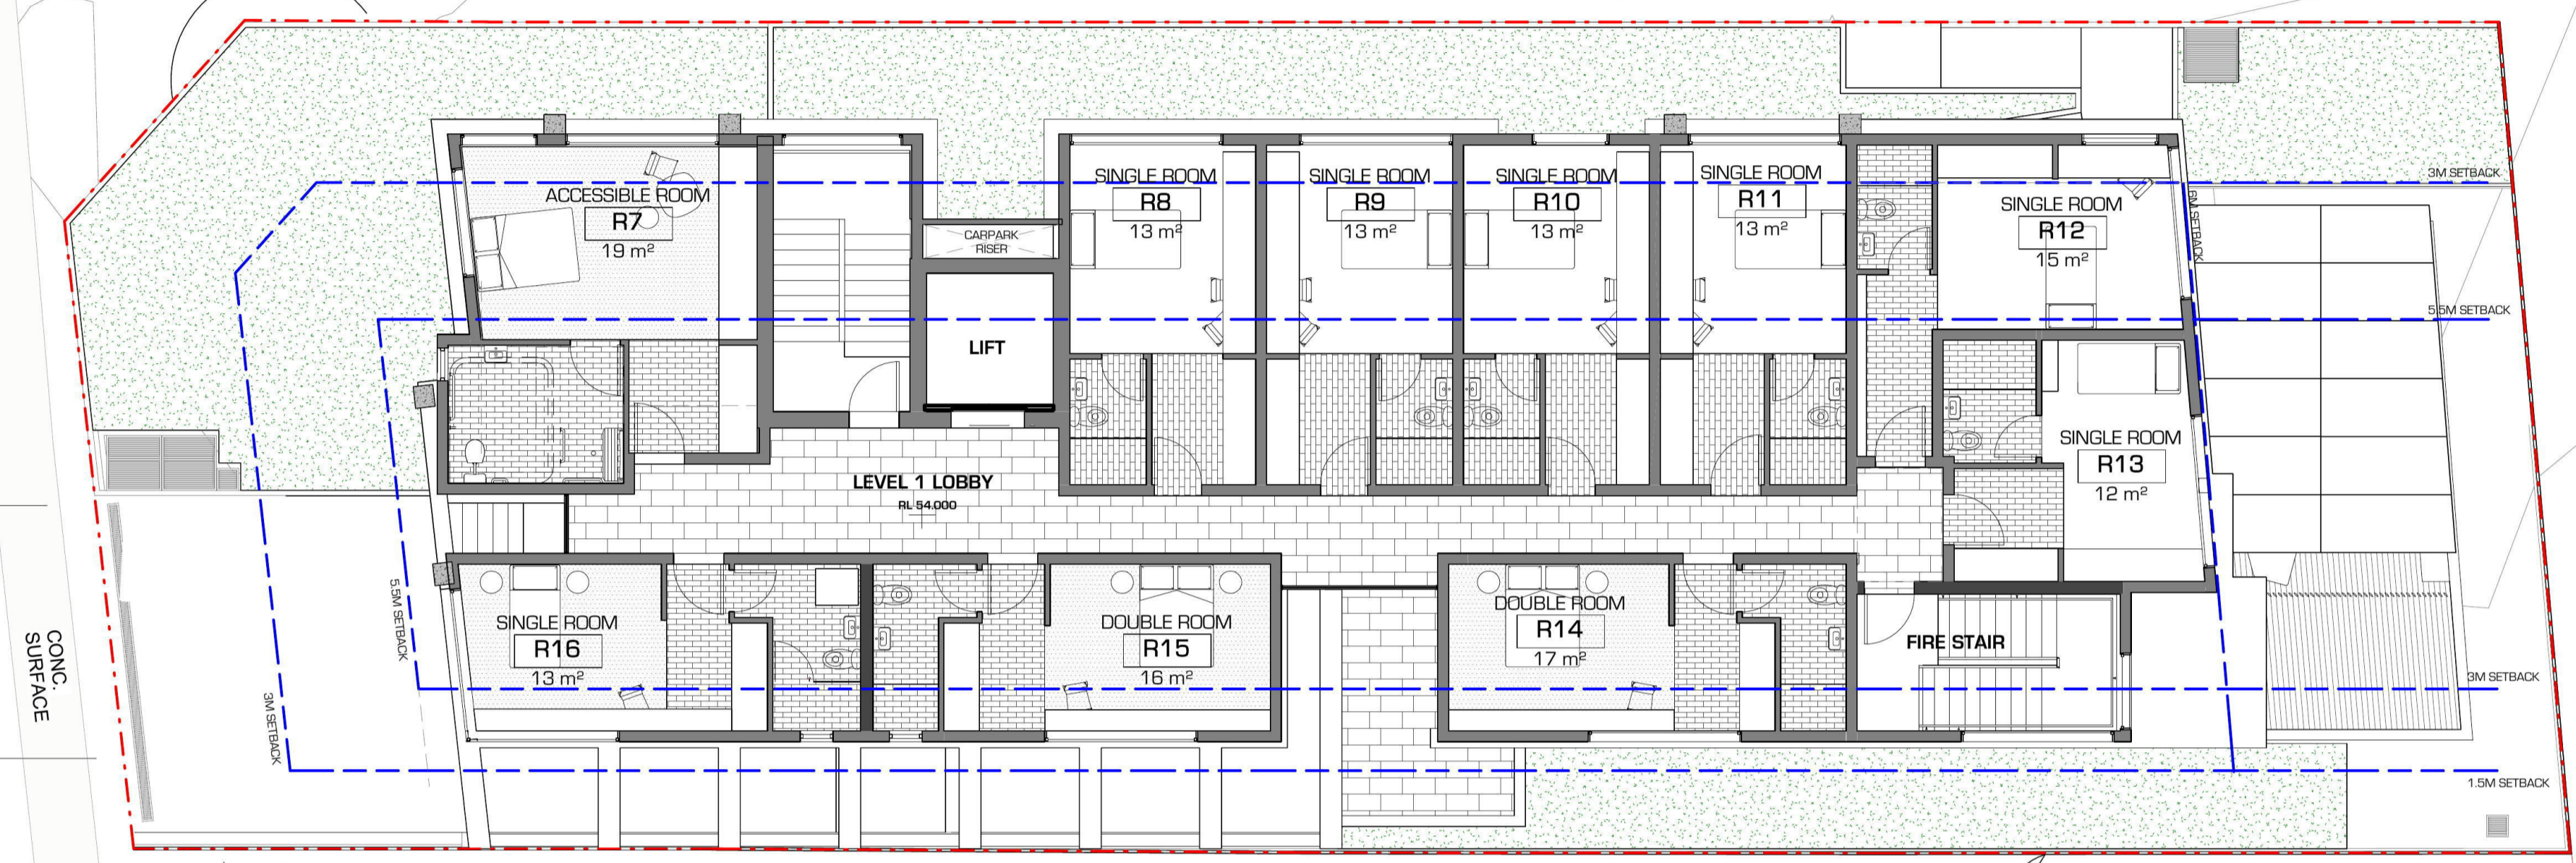 3M SETBACK
6M SETBACK
5.5M SETBACK
ACCESSIBLE ROOM
R7
19 m²
CARPARK
RISER
LIFT
SINGLE ROOM
R8
13 m²
SINGLE ROOM
R9
13 m²
SINGLE ROOM
R10
13 m²
SINGLE ROOM
R11
13 m²
SINGLE ROOM
R12
15 m²
SINGLE ROOM
R13
12 m²
LEVEL 1 LOBBY
RL 54.000
CONC.
SURFACE
5.5M SETBACK
3M SETBACK
SINGLE ROOM
R16
13 m²
DOUBLE ROOM
R15
16 m²
DOUBLE ROOM
R14
17 m²
FIRE STAIR
3M SETBACK
1.5M SETBACK